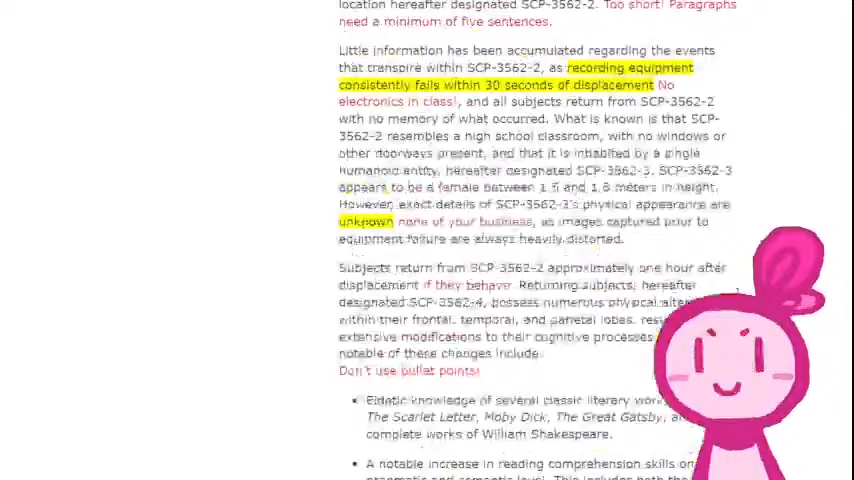 location hereafter designated SCP-3562-2. Too short! Paragraphs
need a minimum of five sentences.
Little information has been accumulated regarding the events
that transpire within SCP-3562-2, as recording equipment
consistently fails within 30 seconds of displacement No
electronics in class!, and all subjects return from SCP-3562-2
with no memory of what occurred. What is known is that SCP-
3562-2 resembles a high school classroom, with no windows or
other doorways present, and that it is inhabited by a single
humanoid entity, hereafter designated SCP-3562-3. SCP-3562-3
appears to be a female between 1.5 and 1.8 meters in height.
However, exact details of SCP-3562-3's physical appearance are
unknown none of your business, as images captured prior to
equipment failure are always heavily distorted.
Subjects return from SCP-3562-2 approximately one hour after
displacement if they behave. Returning subjects, hereafter
designated SCP-3562-4, possess numerous physical
within their frontal, temporal, and parietal lobes,
extensive modifications to their cognitive processes
notable of these changes include:
Don't use bullet points!
• Eidetic knowledge of several classic literary
The Scarlet Letter, Moby Dick, The Great Gatsby,
complete works of William Shakespeare.
• A notable increase in reading comprehension skills on
pragmatic and semantic level. This includes both the